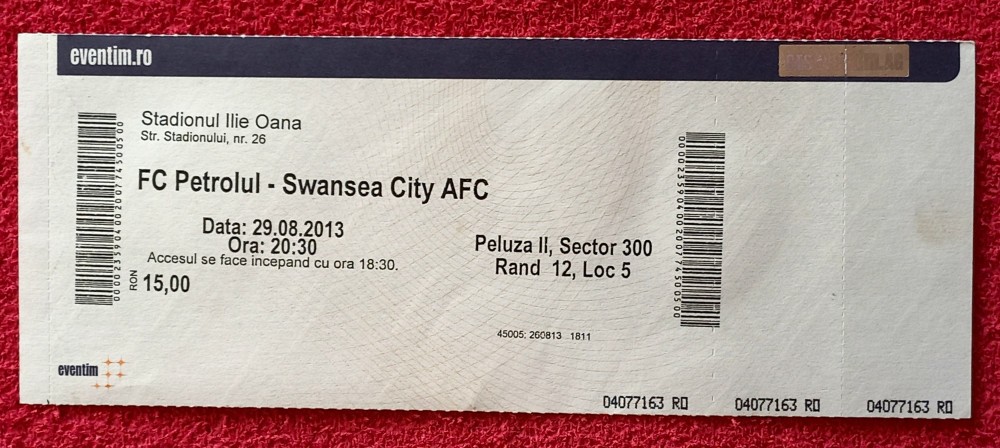 eventim.ro
Stadionul Ilie Oana
Str. Stadionului, nr. 26
FC Petrolul - Swansea City AFC
Data: 29.08.2013
Ora: 20:30
Accesul se face incepand cu ora 18:30.
RON 15,00
Peluza II, Sector 300
Rand 12, Loc 5
45005; 260813 1811
eventim
04077163 RO
04077163 RO
04077163 RO